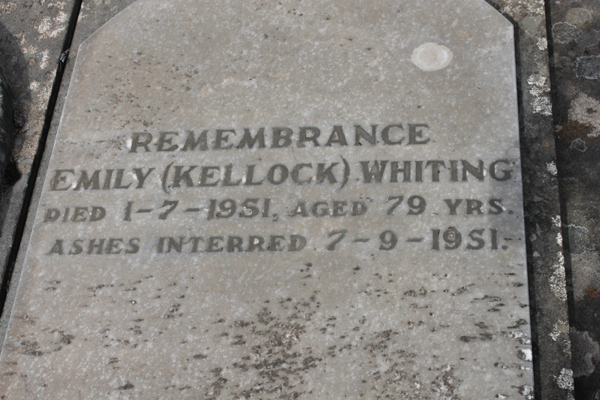 REMEMBRANCE
EMILY (KELLOCK) WHITING
DIED 1-7-1951, AGED 79 YRS.
ASHES INTERRED 7-9-1951.